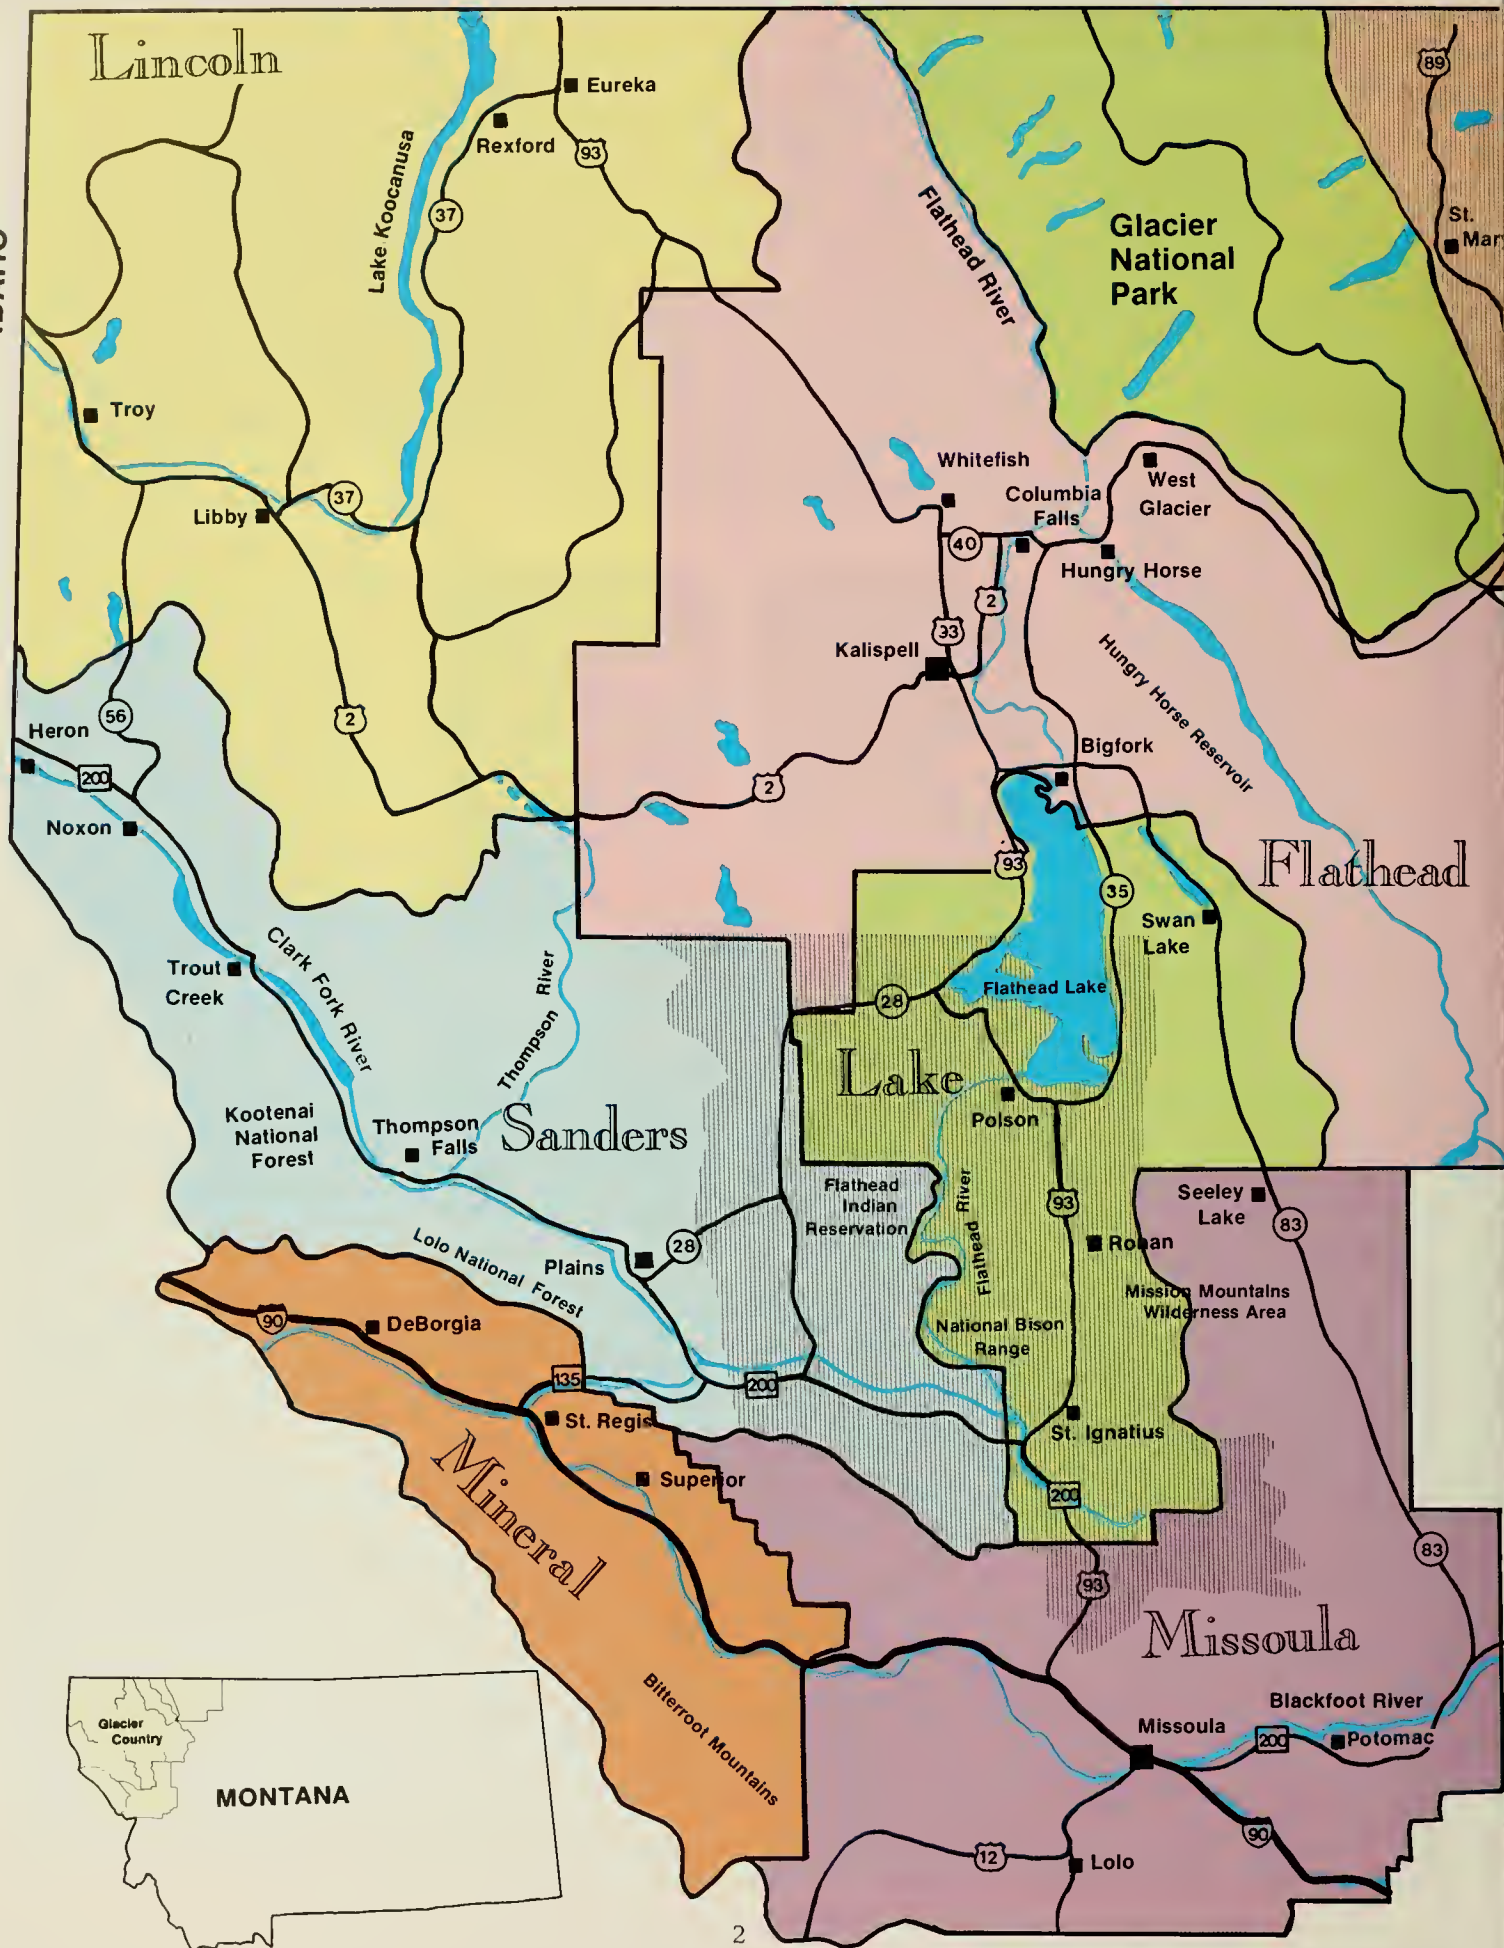 Lincoln
89
Eureka
Rexford
93
Lake Koocanusa
37
Flathead River
Glacier
National
Park
St.
Mar
Troy
Whitefish
West
Glacier
Columbia
Falls
37
Libby
40
Hungry Horse
2
93
Kalispell
Hungry Horse Reservoir
56
Heron
2
Bigfork
200
2
Noxon
93
Flathead
35
Swan
Lake
Clark Fork River
Trout
Creek
Thompson River
Flathead Lake
28
Lake
Kootenai
National
Forest
Thompson
Falls
Sanders
Polson
Flathead
Indian
Reservation
Flathead River
93
Seeley
Lake
83
Lolo National Forest
Plains
28
Ronan
Mission Mountains
Wilderness Area
90
DeBorgia
National Bison
Range
135
200
St. Regis
St. Ignatius
Mineral
Superior
200
83
93
Missoula
Bitterroot Mountains
Blackfoot River
Glacier
Country
Missoula
200
Potomac
MONTANA
90
12
Lolo
2